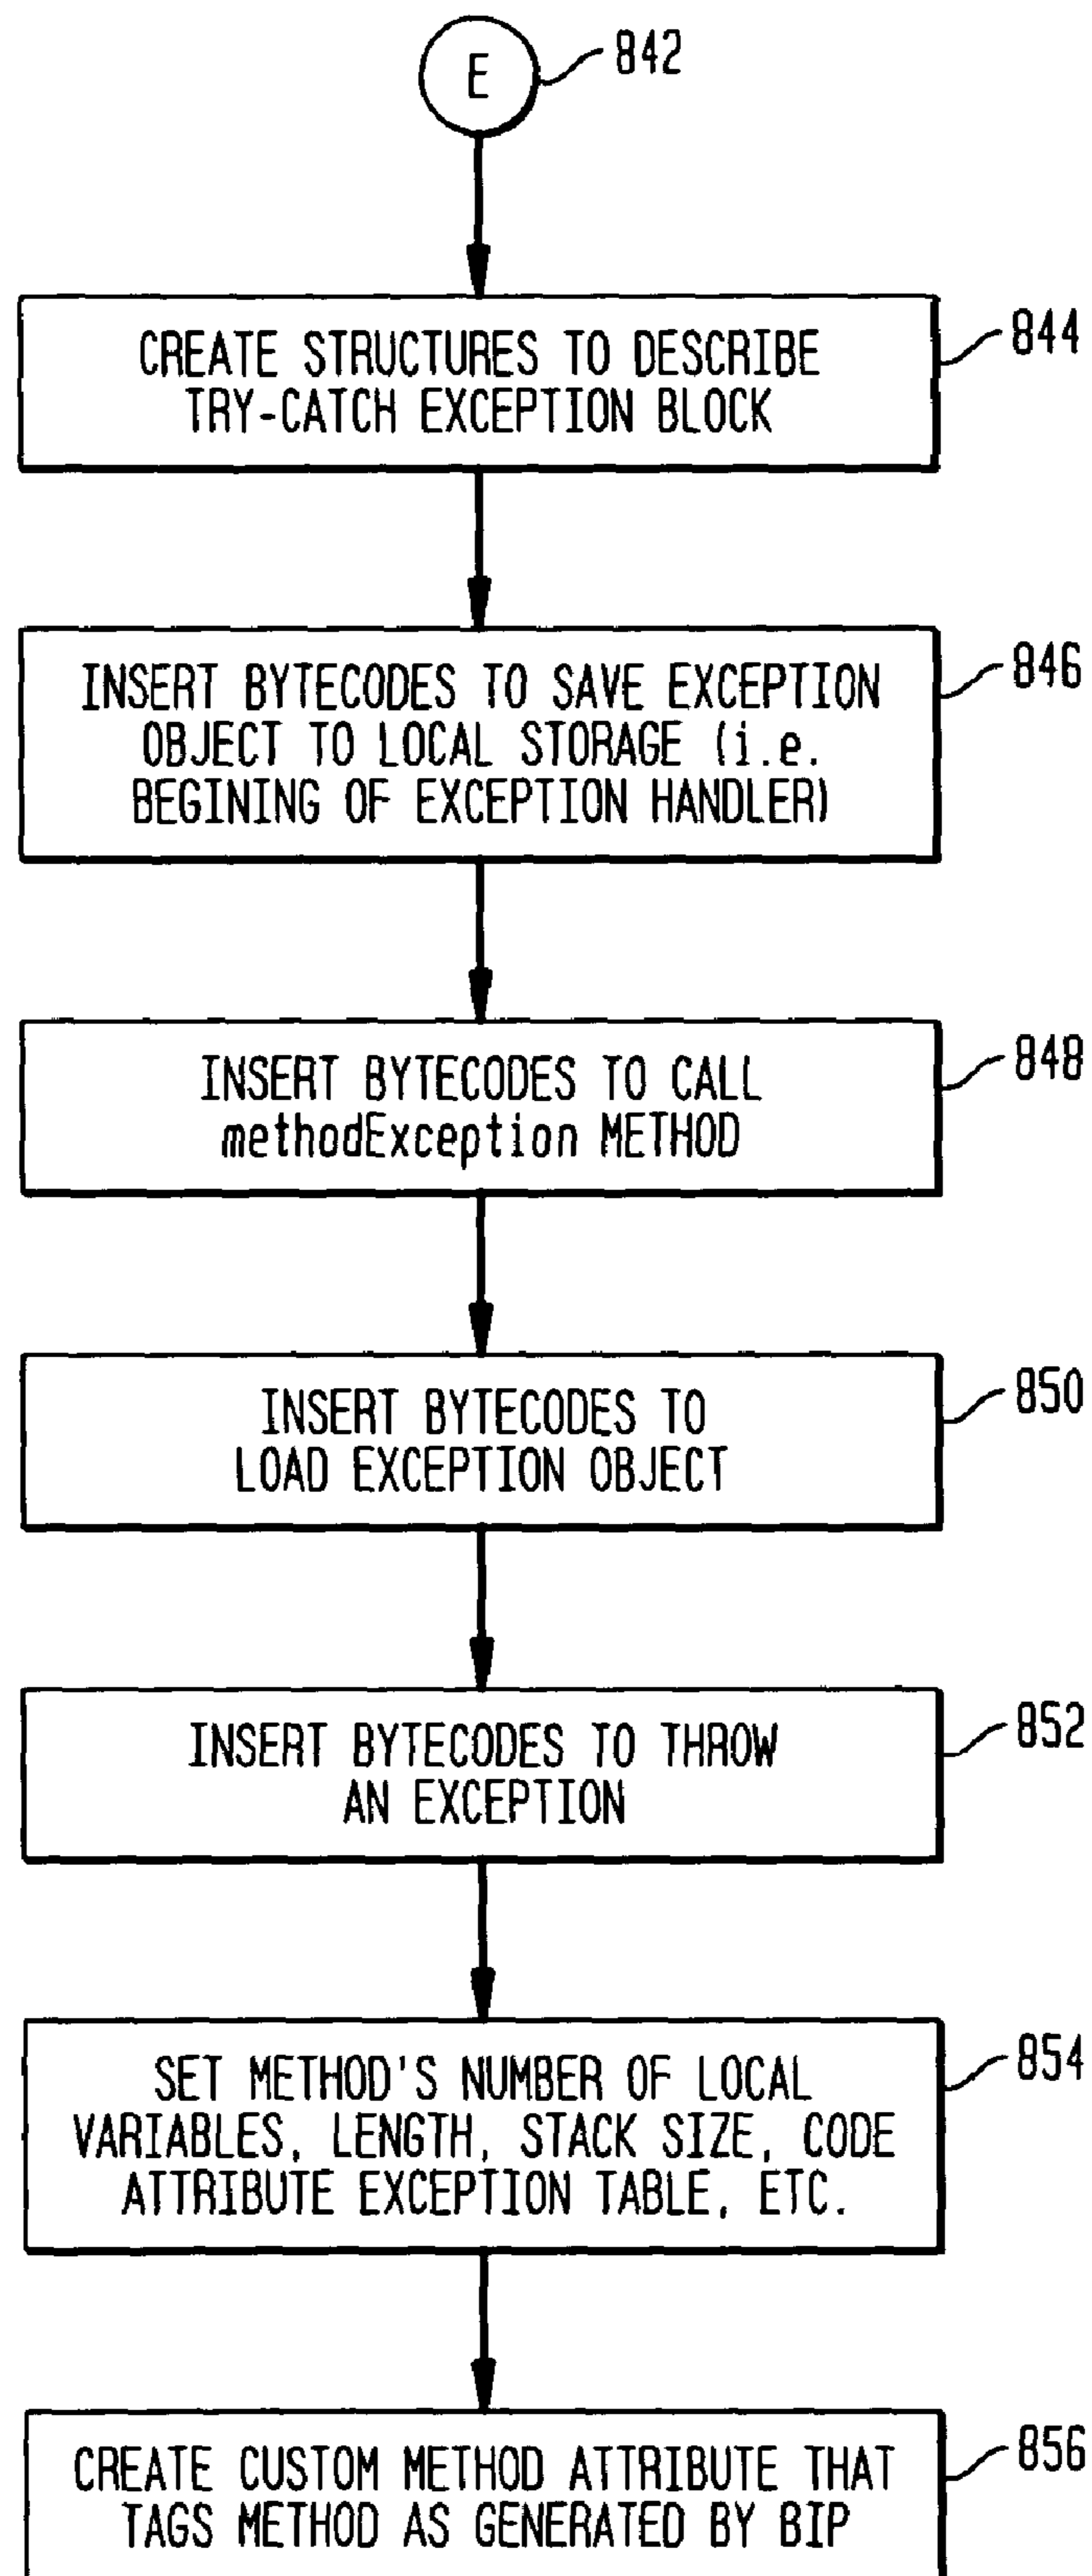 E
842
CREATE STRUCTURES TO DESCRIBE
TRY-CATCH EXCEPTION BLOCK
844
INSERT BYTECODES TO SAVE EXCEPTION
OBJECT TO LOCAL STORAGE (i.e.
BEGINING OF EXCEPTION HANDLER)
846
INSERT BYTECODES TO CALL
methodException METHOD
848
INSERT BYTECODES TO
LOAD EXCEPTION OBJECT
850
INSERT BYTECODES TO THROW
AN EXCEPTION
852
SET METHOD'S NUMBER OF LOCAL
VARIABLES, LENGTH, STACK SIZE, CODE
ATTRIBUTE EXCEPTION TABLE, ETC.
854
CREATE CUSTOM METHOD ATTRIBUTE THAT
TAGS METHOD AS GENERATED BY BIP
856